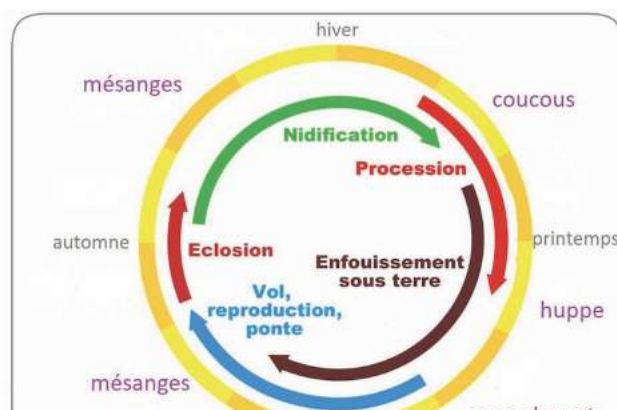 hiver
mésanges
coucous
Nidification
Procession
automne
printemps
Eclosion
Enfouissement
sous terre
Vol,
reproduction,
ponte
huppe
mésanges